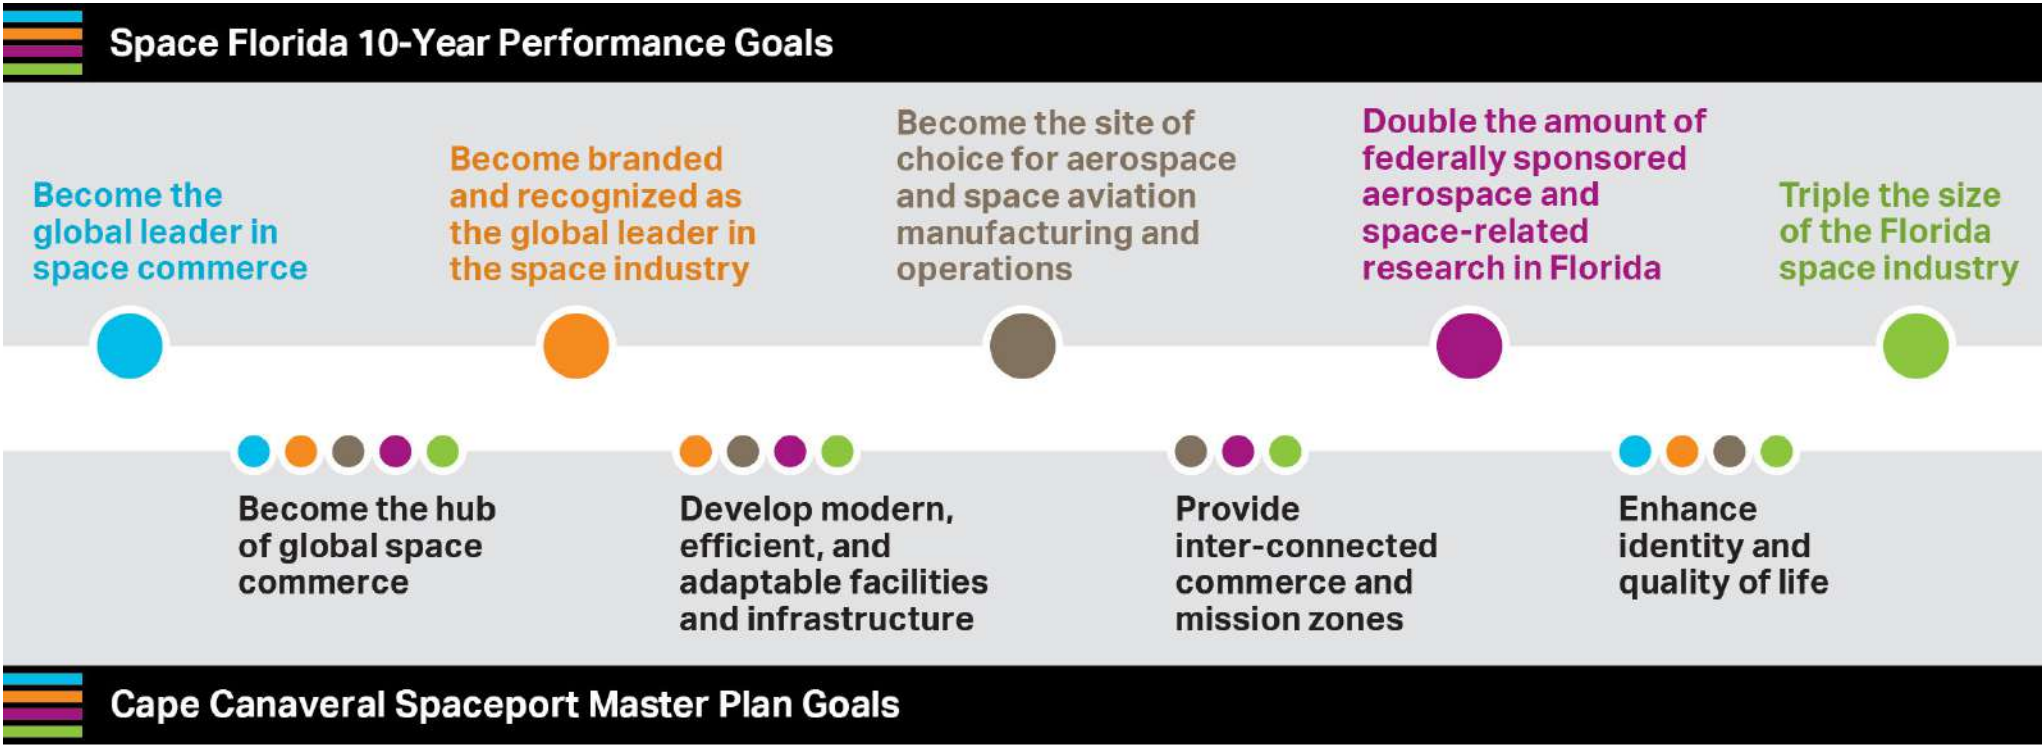 Space Florida 10-Year Performance Goals
Become the
global leader in
space commerce
Become branded
and recognized as
the global leader in
the space industry
Become the site of
choice for aerospace
and space aviation
manufacturing and
operations
Double the amount of
federally sponsored
aerospace and
space-related
research in Florida
Triple the size
of the Florida
space industry
Become the hub
of global space
commerce
Develop modern,
efficient, and
adaptable facilities
and infrastructure
Provide
inter-connected
commerce and
mission zones
Enhance
identity and
quality of life
Cape Canaveral Spaceport Master Plan Goals